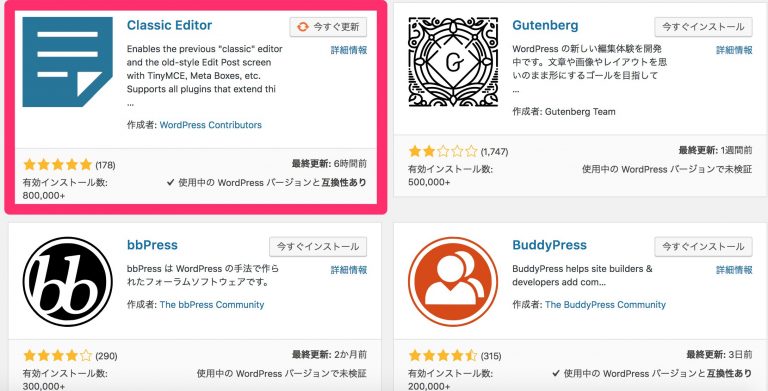 Classic Editor
今すぐ更新
詳細情報
Enables the previous "classic" editor
and the old-style Edit Post screen
with TinyMCE, Meta Boxes, etc.
Supports all plugins that extend thi
...
作成者: WordPress Contributors
(178)
最終更新: 6時間前
有効インストール数:
800,000+
使用中の WordPress バージョンと互換性あり
G
Gutenberg
今すぐインストール
詳細情報
WordPress の新しい編集体験を開発
中です。文章や画像やレイアウトを思
いのまま形にするゴールを目指して
...
作成者: Gutenberg Team
(1,747)
最終更新: 1週間前
有効インストール数:
500,000+
使用中の WordPress バージョンで未検証
bb
bbPress
今すぐインストール
詳細情報
bbPress は WordPress の手法で作ら
れたフォーラムソフトウェアです。
作成者: The bbPress Community
(290)
最終更新: 2か月前
有効インストール数:
300,000+
使用中の WordPress バージョンで未検証
BuddyPress
今すぐインストール
詳細情報
BuddyPress helps site builders &
developers add com...
作成者: The BuddyPress Community
(315)
最終更新: 3日前
有効インストール数:
200,000+
使用中の WordPress バージョンと互換性あり